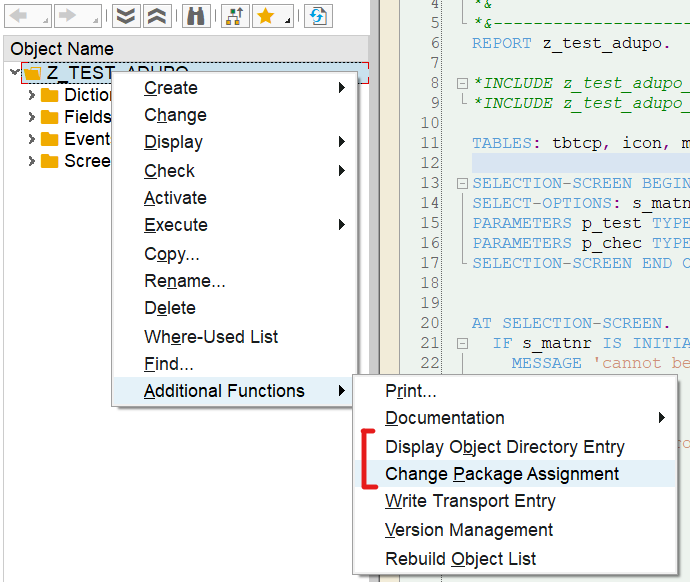 Object Name
Z_TEST_ADUPO
Diction
Fields
Event
Scree
Create
Change
Display
Check
Activate
Execute
Copy...
Rename...
Delete
Where-Used List
Find...
Additional Functions
Print...
Documentation
Display Object Directory Entry
Change Package Assignment
Write Transport Entry
Version Management
Rebuild Object List
4 *&
5 *&--------------------
6 REPORT z_test_adupo.
7
8 *INCLUDE z_test_adupo_
9 *INCLUDE z_test_adupo_
10
11 TABLES: tbtcp, icon, m
12
13 SELECTION-SCREEN BEGIN
14 SELECT-OPTIONS: s_matn
15 PARAMETERS p_test TYPE
16 PARAMETERS p_chec TYPE
17 SELECTION-SCREEN END O
18
19
20 AT SELECTION-SCREEN.
21 IF s_matnr IS INITIA
22 MESSAGE 'cannot be
co